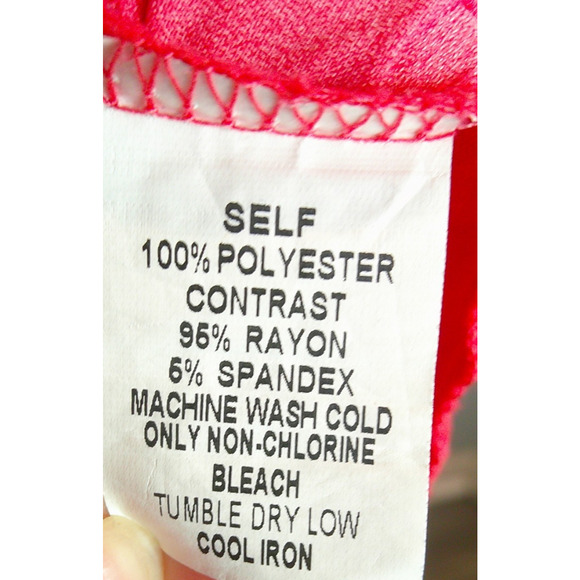 SELF
100% POLYESTER
CONTRAST
95% RAYON
5% SPANDEX
MACHINE WASH COLD
ONLY NON-CHLORINE
BLEACH
TUMBLE DRY LOW
COOL IRON